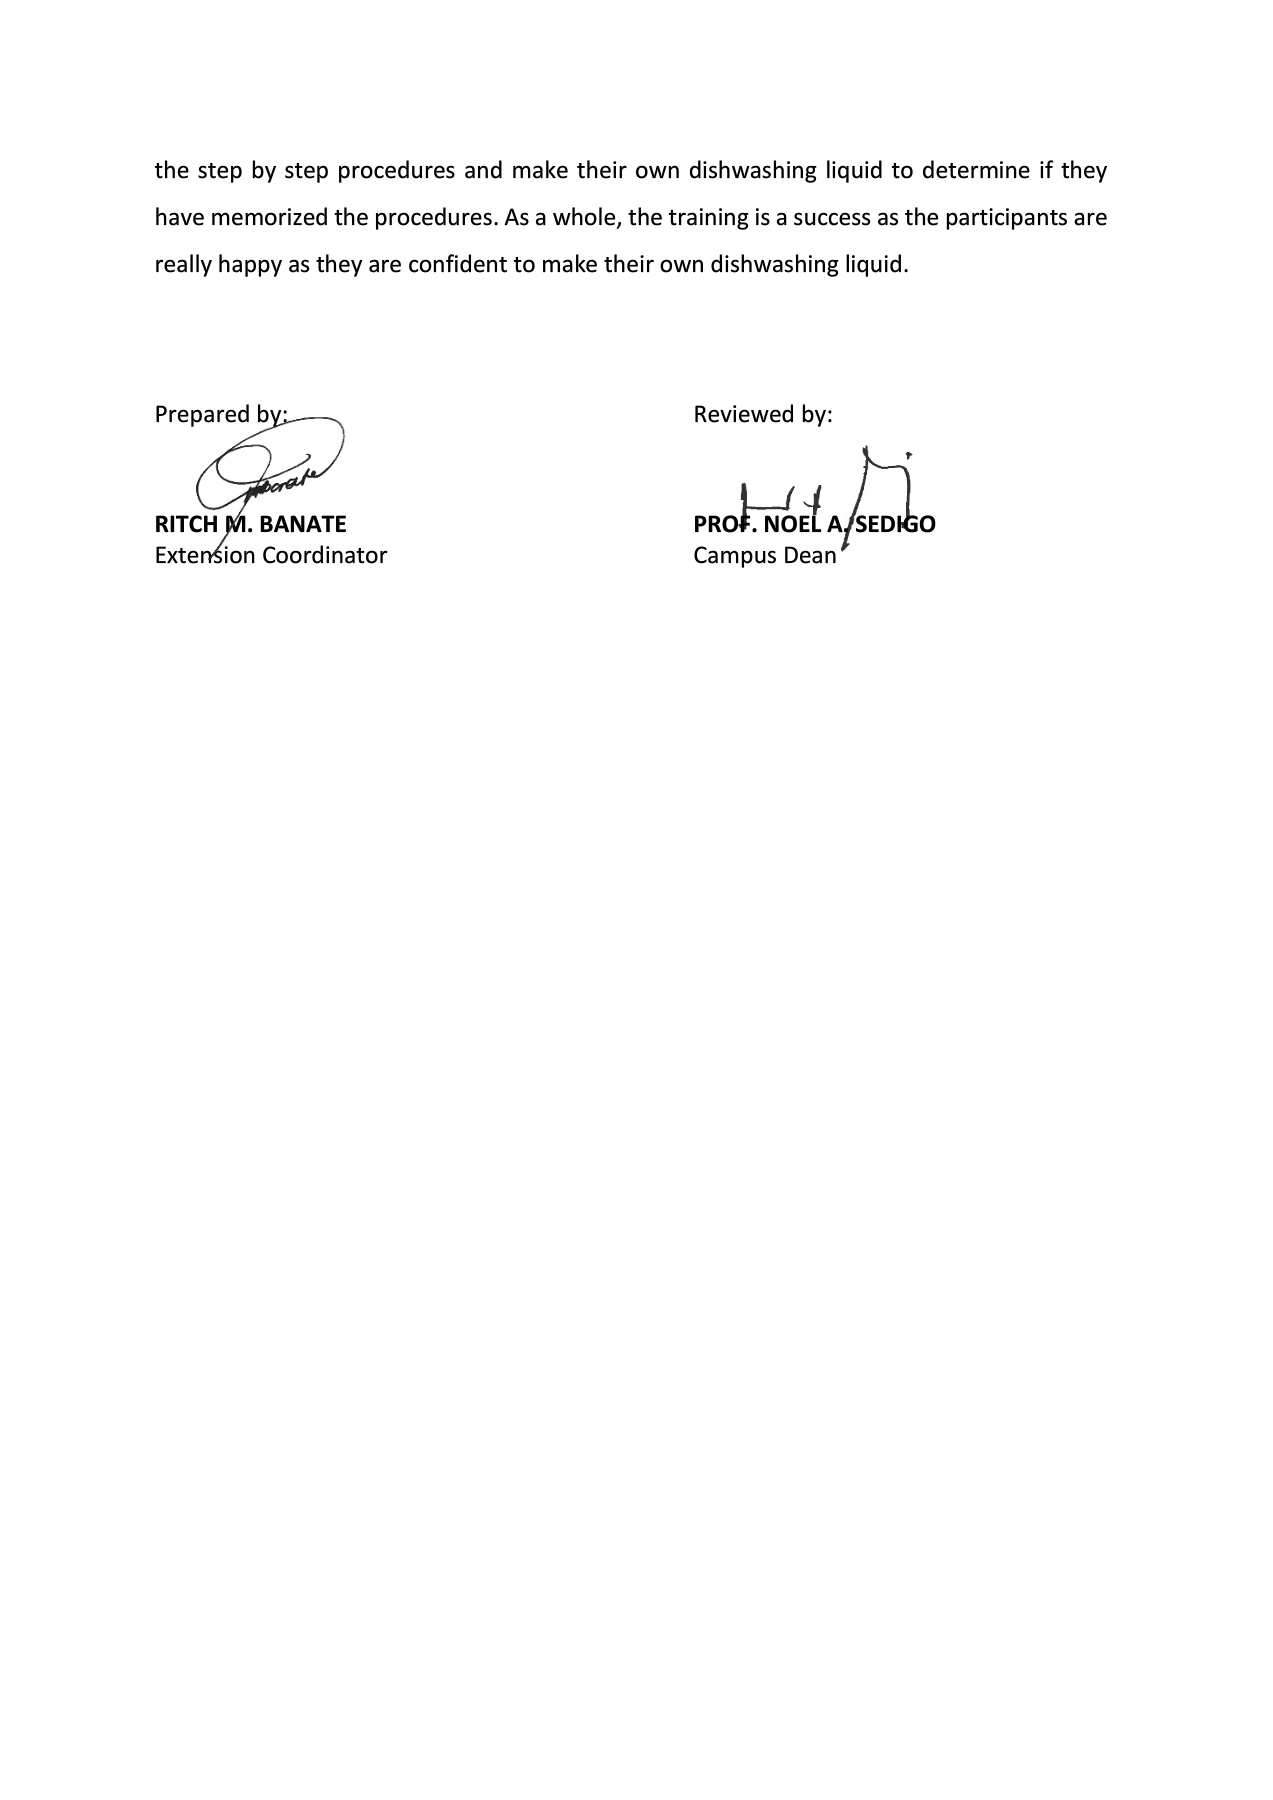 the step by step procedures and make their own dishwashing liquid to determine if they
have memorized the procedures. As a whole, the training is a success as the participants are
really happy as they are confident to make their own dishwashing liquid.
Prepared by:
Reviewed by:
RITCH M. BANATE
PROF. NOEL A. SEDIGO
Extension Coordinator
Campus Dean